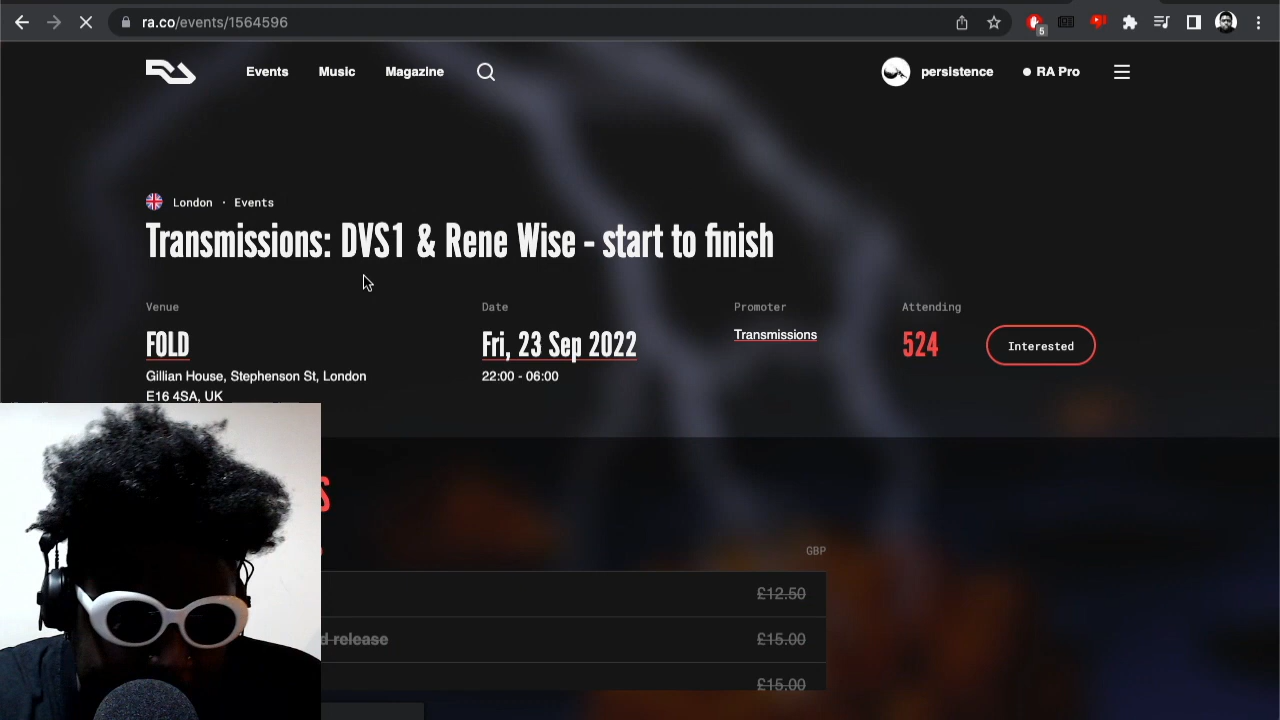 ra.co/events/1564596
5
Events Music Magazine
persistence
RA Pro
London · Events
Transmissions: DVS1 & Rene Wise - start to finish
Venue Date Promoter Attending
FOLD Fri, 23 Sep 2022 Transmissions 524 Interested
Gillian House, Stephenson St, London 22:00 - 06:00
E16 4SA, UK
S
GBP
£12.50
d release £15.00
£15.00